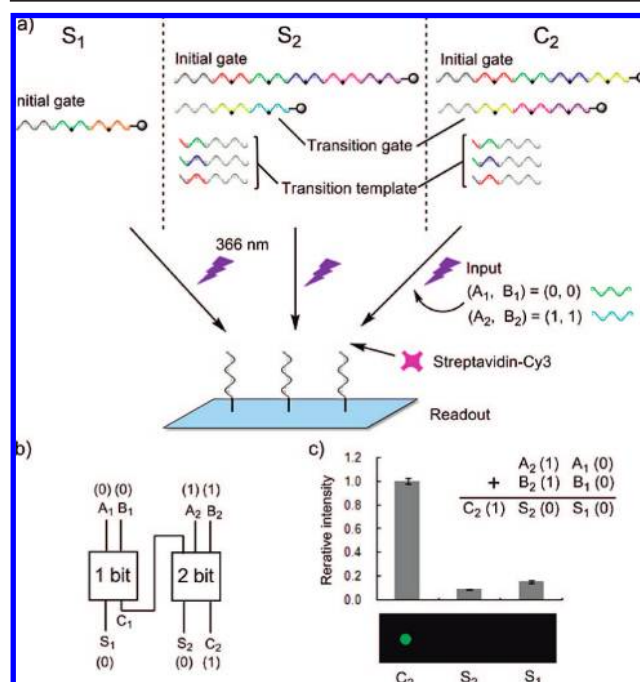 a)
S1
S2
C2
Initial gate
Initial gate
nitial gate
Transition gate
Transition template
366 nm
Input
(A1, B1) = (0, 0)
(A2, B2) = (1, 1)
Streptavidin-Cy3
Readout
b)
(0) (0) (1) (1)
A1 B1 A2 B2
1 bit 2 bit
C1
S1 S2 C2
(0) (0) (1)
c)
Rerative intensity
1.2
1.0
0.8
0.6
0.4
0.2
0.0
A2 (1) A1 (0)
+ B2 (1) B1 (0)
C2 (1) S2 (0) S1 (0)
C2 S2 S1